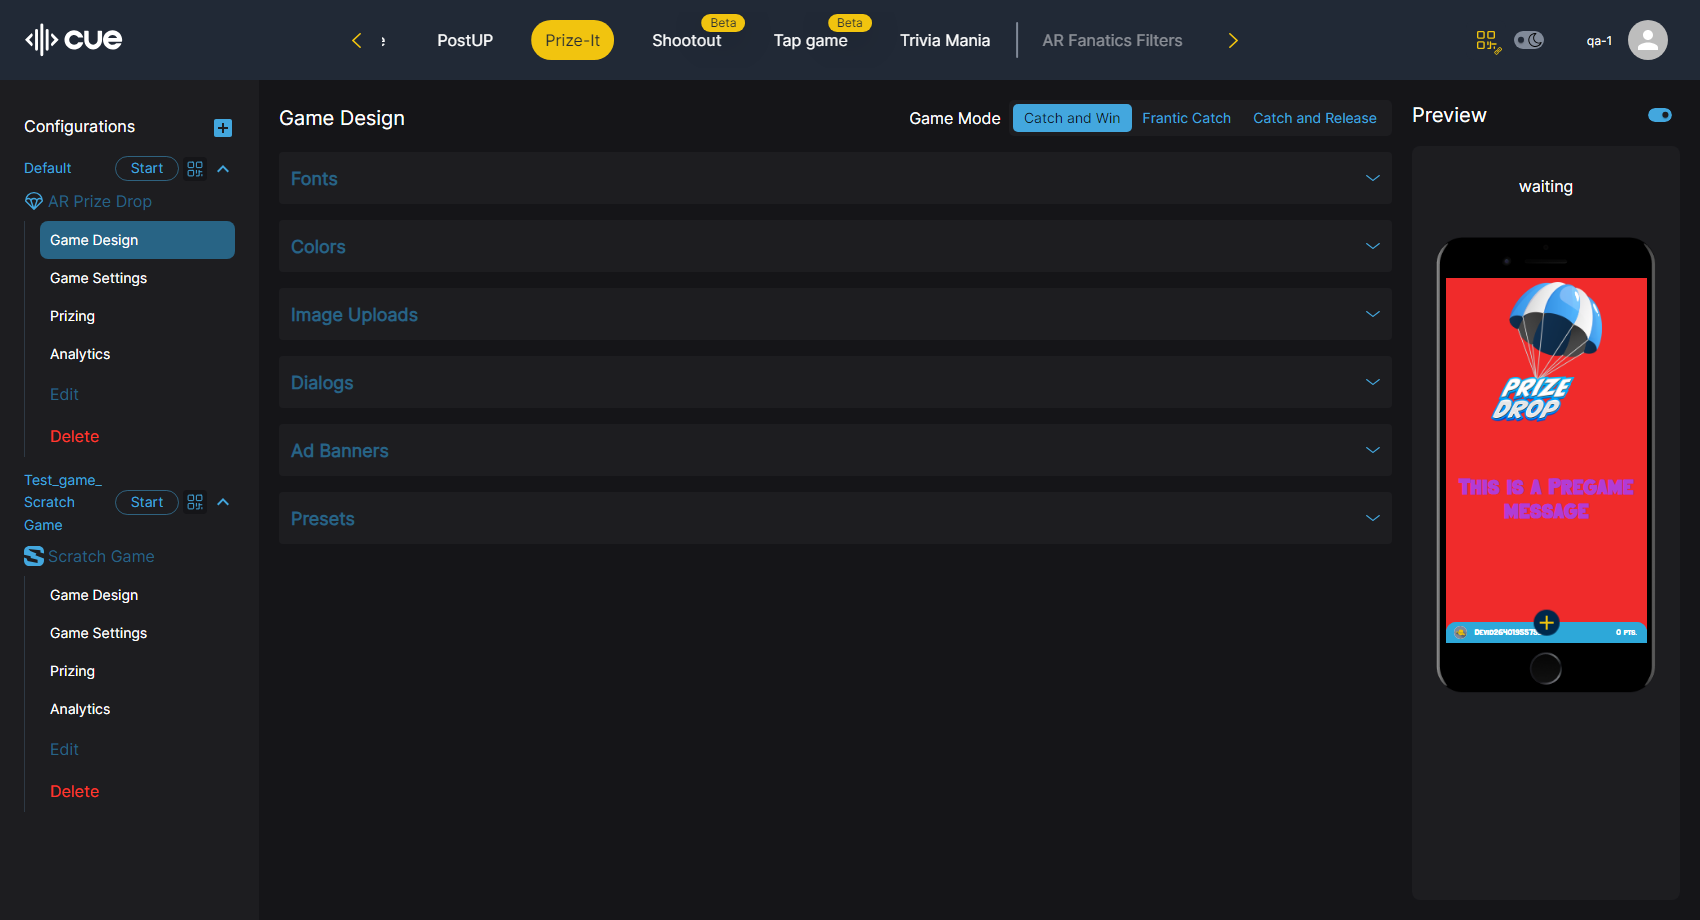 cue
PostUP
Prize-It
Shootout
Beta
Tap game
Beta
Trivia Mania
AR Fanatics Filters
qa-1
Configurations
Default
Start
AR Prize Drop
Game Design
Game Settings
Prizing
Analytics
Edit
Delete
Test_game_
Scratch
Game
Start
Scratch Game
Game Design
Game Settings
Prizing
Analytics
Edit
Delete
Game Design
Game Mode
Catch and Win
Frantic Catch
Catch and Release
Fonts
Colors
Image Uploads
Dialogs
Ad Banners
Presets
Preview
waiting
PRIZE
DROP
This is a Pregame
message
0 PTS.